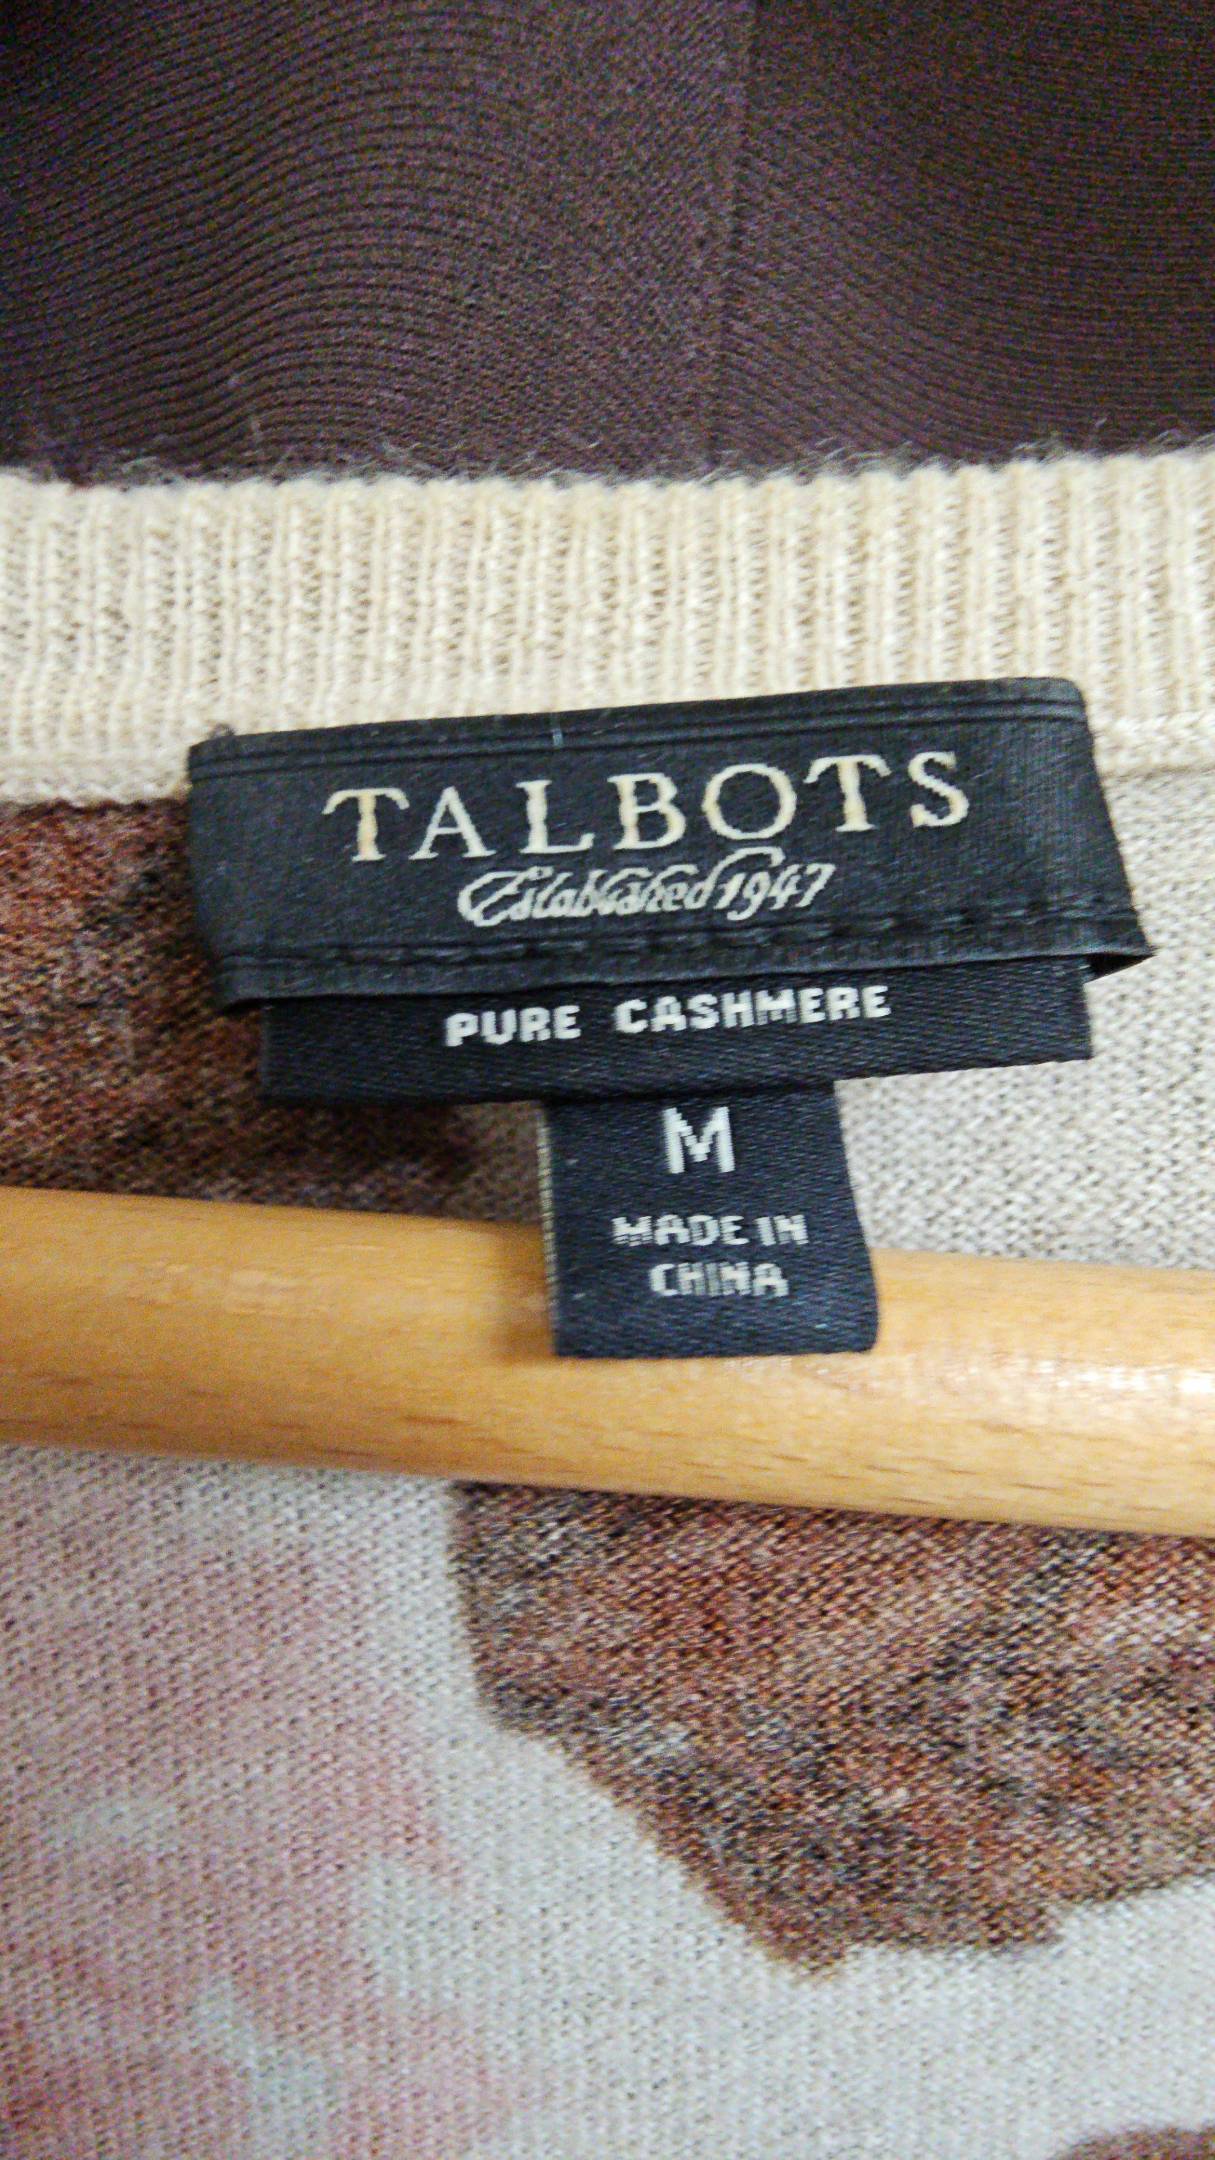 TALBOTS
Established 1947
PURE CASHMERE
M
MADE IN
CHINA